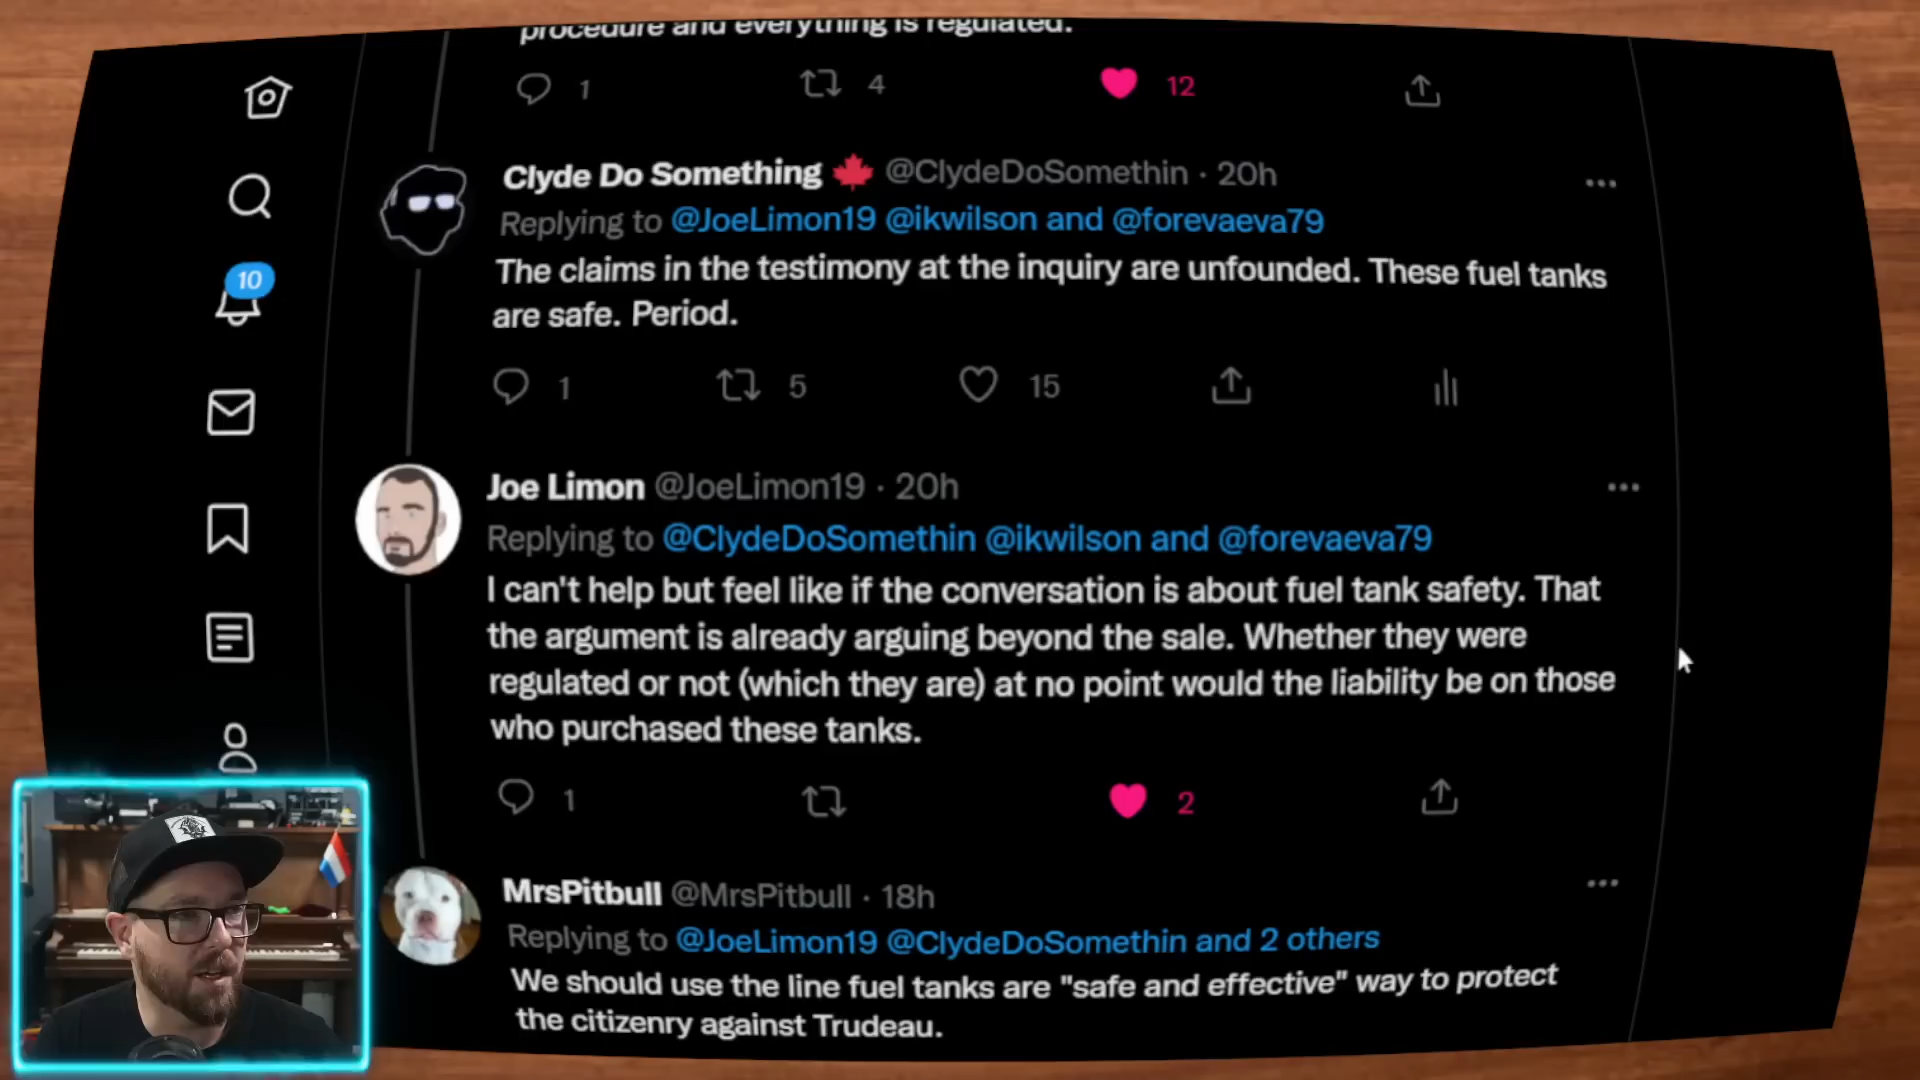 procedure and everything is regulated.
1 4 12
Clyde Do Something @ClydeDoSomethin · 20h
Replying to @JoeLimon19 @ikwilson and @forevaeva79
10
The claims in the testimony at the inquiry are unfounded. These fuel tanks
are safe. Period.
1 5 15
Joe Limon @JoeLimon19 · 20h
Replying to @ClydeDoSomethin @ikwilson and @forevaeva79
I can't help but feel like if the conversation is about fuel tank safety. That
the argument is already arguing beyond the sale. Whether they were
regulated or not (which they are) at no point would the liability be on those
who purchased these tanks.
1 2
MrsPitbull @MrsPitbull · 18h
Replying to @JoeLimon19 @ClydeDoSomethin and 2 others
We should use the line fuel tanks are "safe and effective" way to protect
the citizenry against Trudeau.